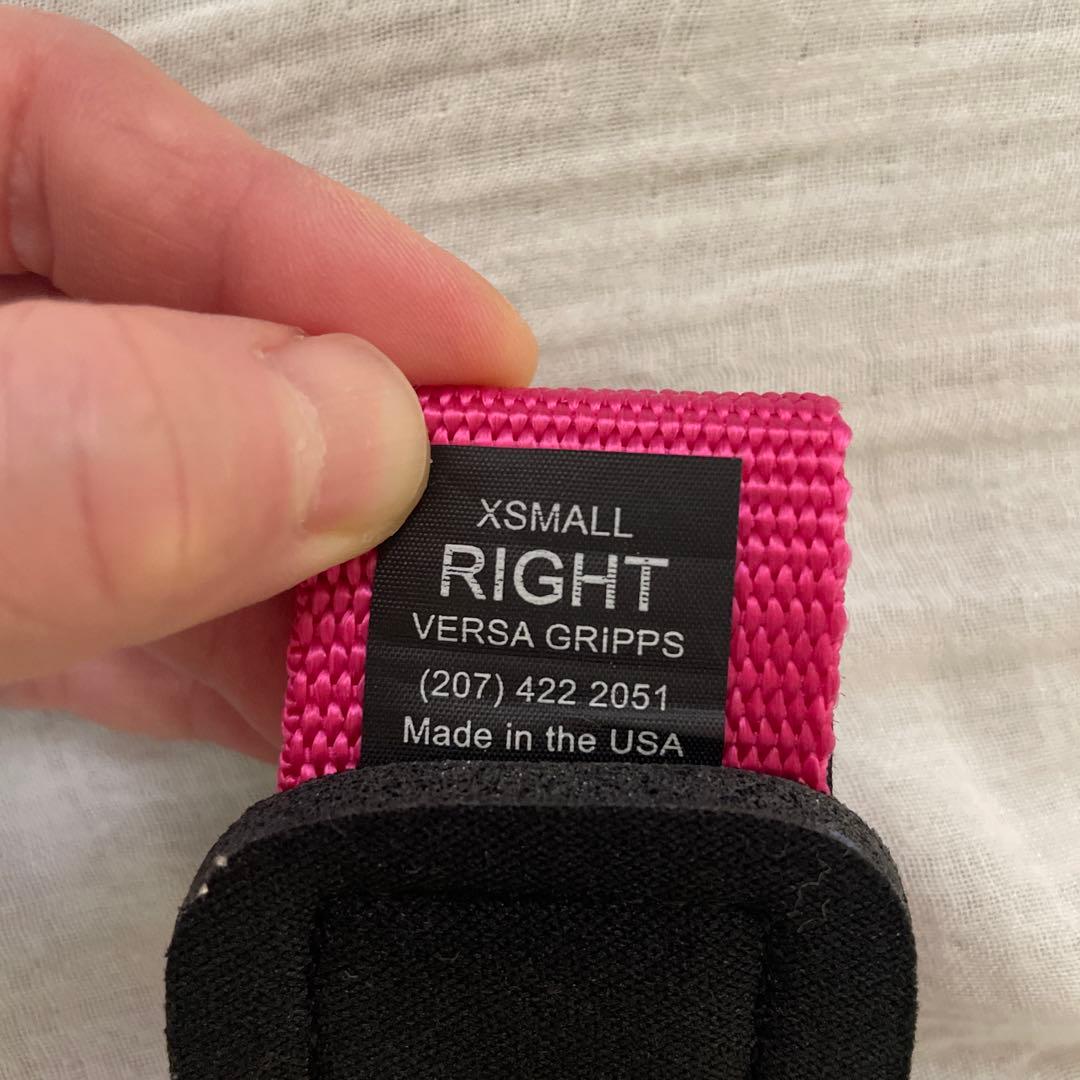 XSMALL
RIGHT
VERSA GRIPPS
(207) 422 2051
Made in the USA